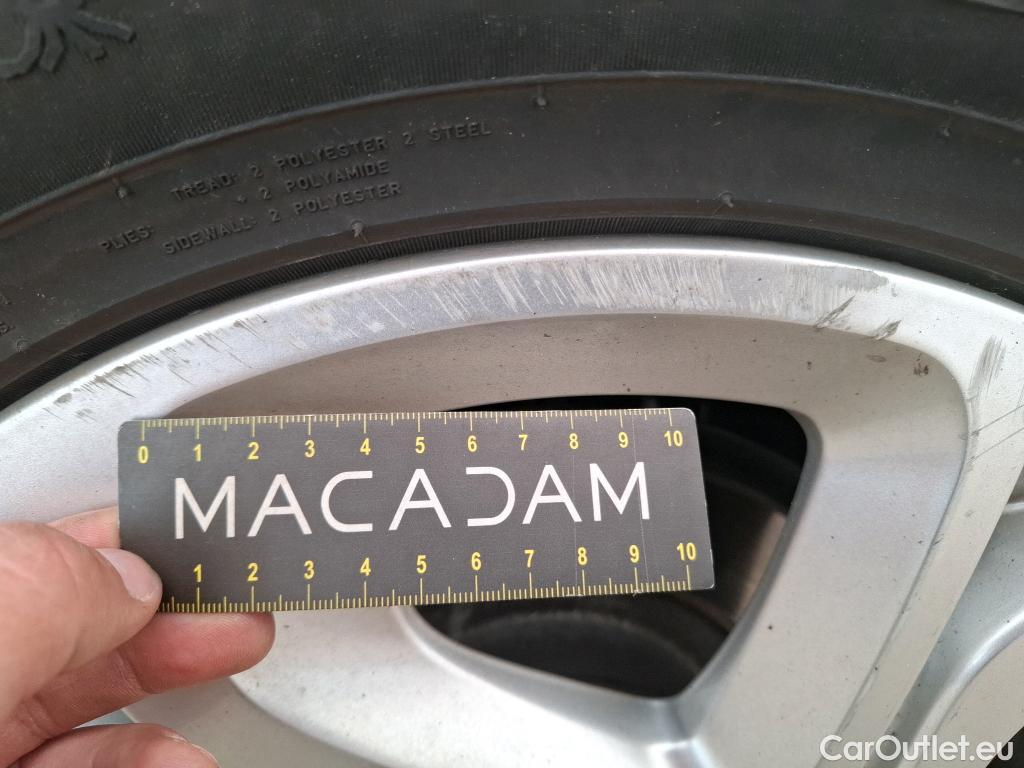 TREAD: 2 POLYESTER 2 STEEL
+ 2 POLYAMIDE
PLIES:
SIDEWALL: 2 POLYESTER
0 1 2 3 4 5 6 7 8 9 10
MACADAM
1 2 3 4 5 6 7 8 9 10
CarOutlet.eu